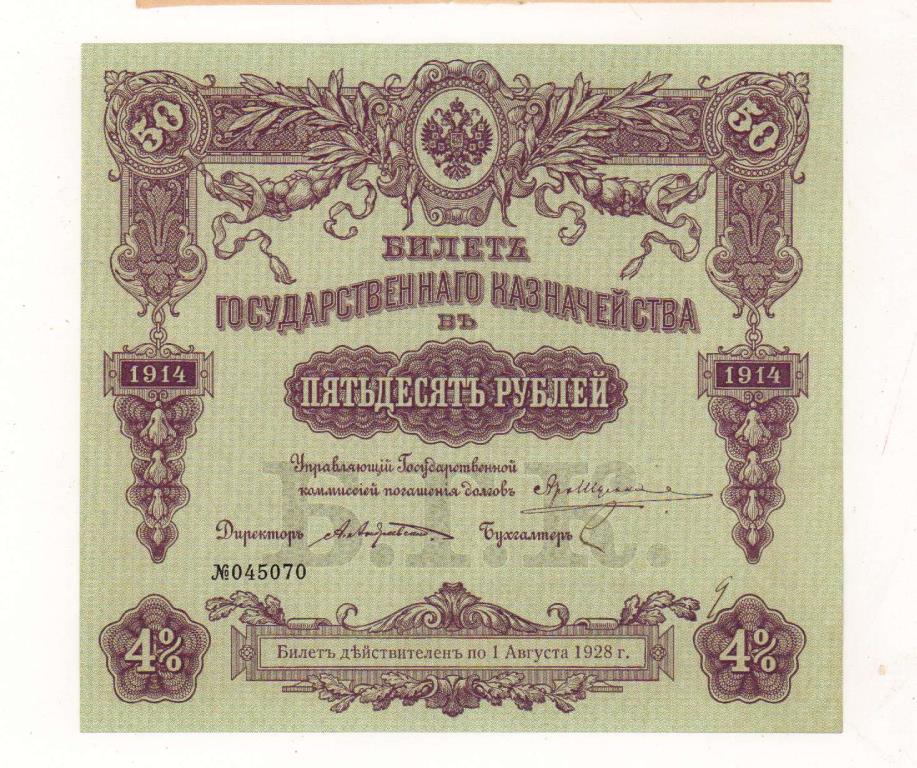 50 50
БИЛЕТЪ
ГОСУДАРСТВЕННАГО КАЗНАЧЕЙСТВА
ВЪ
1914 1914
ПЯТЬДЕСЯТЪ РУБЛЕЙ
Управляющій Государственной
коммиссіей погашенія долговъ
Директоръ Бухгалтеръ
Б.Г.К.
№045070
4% 4%
Билетъ дѣйствителенъ по 1 Августа 1928 г.